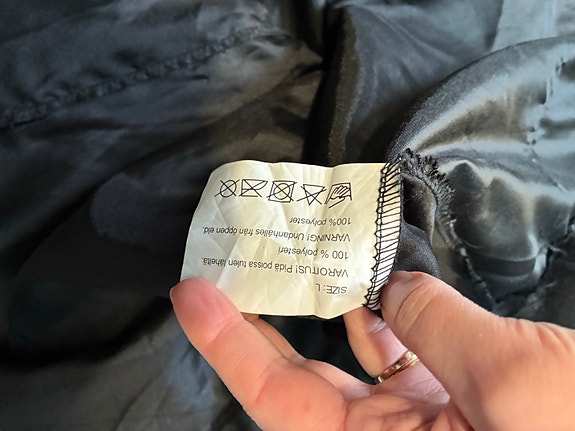 SIZE: L
VAROITUS! Pidä poissa tulen läheltä
100 % polyesteri
VARNING! Undanhålles från öppen eld
100% polyester